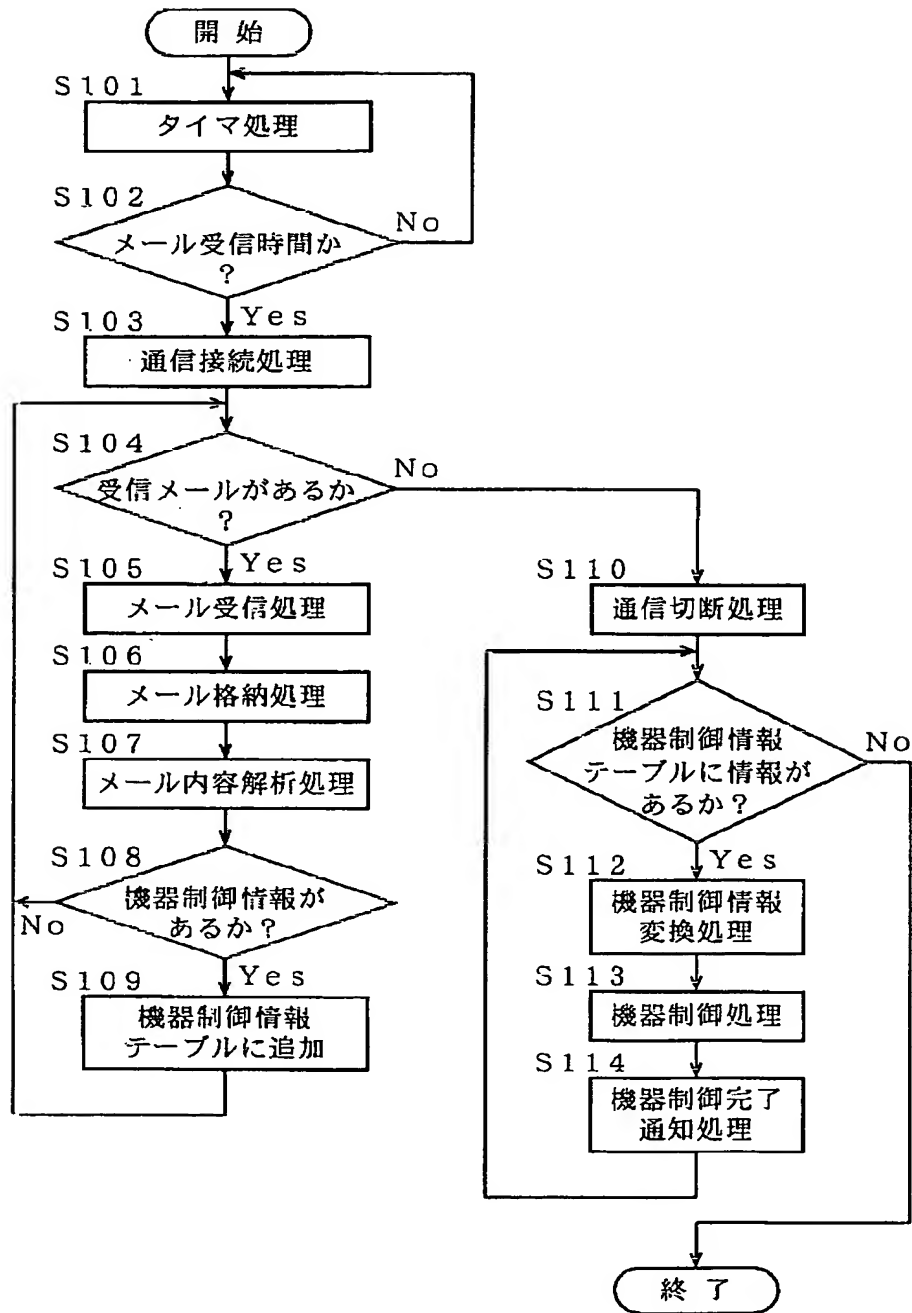 開始
S101
タイマ処理
S102
メール受信時間か
?
No
Yes
S103
通信接続処理
S104
受信メールがあるか
?
No
Yes
S105
メール受信処理
S106
メール格納処理
S107
メール内容解析処理
S108
機器制御情報が
あるか?
No
Yes
S109
機器制御情報
テーブルに追加
S110
通信切断処理
S111
機器制御情報
テーブルに情報が
あるか?
No
Yes
S112
機器制御情報
変換処理
S113
機器制御処理
S114
機器制御完了
通知処理
終了